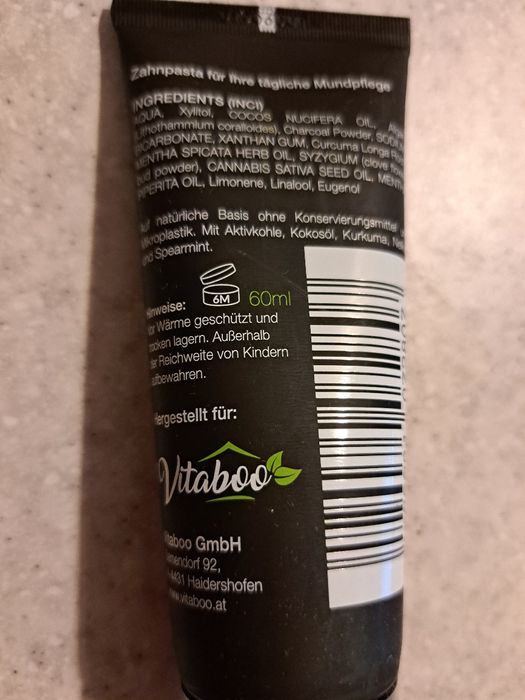 Zahnpasta für Ihre tägliche Mundpflege
INGREDIENTS (INCI)
AQUA, Xylitol, COCOS NUCIFERA OIL,
(Lithothamnium coralloides), Charcoal Powder,
XANTHAN GUM, Curcuma Longa
MENTHA SPICATA HERB OIL, SYZYGIUM (clove
bud powder), CANNABIS SATIVA SEED OIL,
PIPERITA OIL, Limonene, Linalool, Eugenol
Auf natürliche Basis ohne Konservierungsmittel
Mikroplastik. Mit Aktivkohle, Kokosöl, Kurkuma,
und Spearmint.
6M 60ml
Hinweise:
Vor Wärme geschützt und
trocken lagern. Außerhalb
der Reichweite von Kindern
aufbewahren.
Hergestellt für:
Vitaboo
Vitaboo GmbH
92,
4431 Haidershofen
www.vitaboo.at